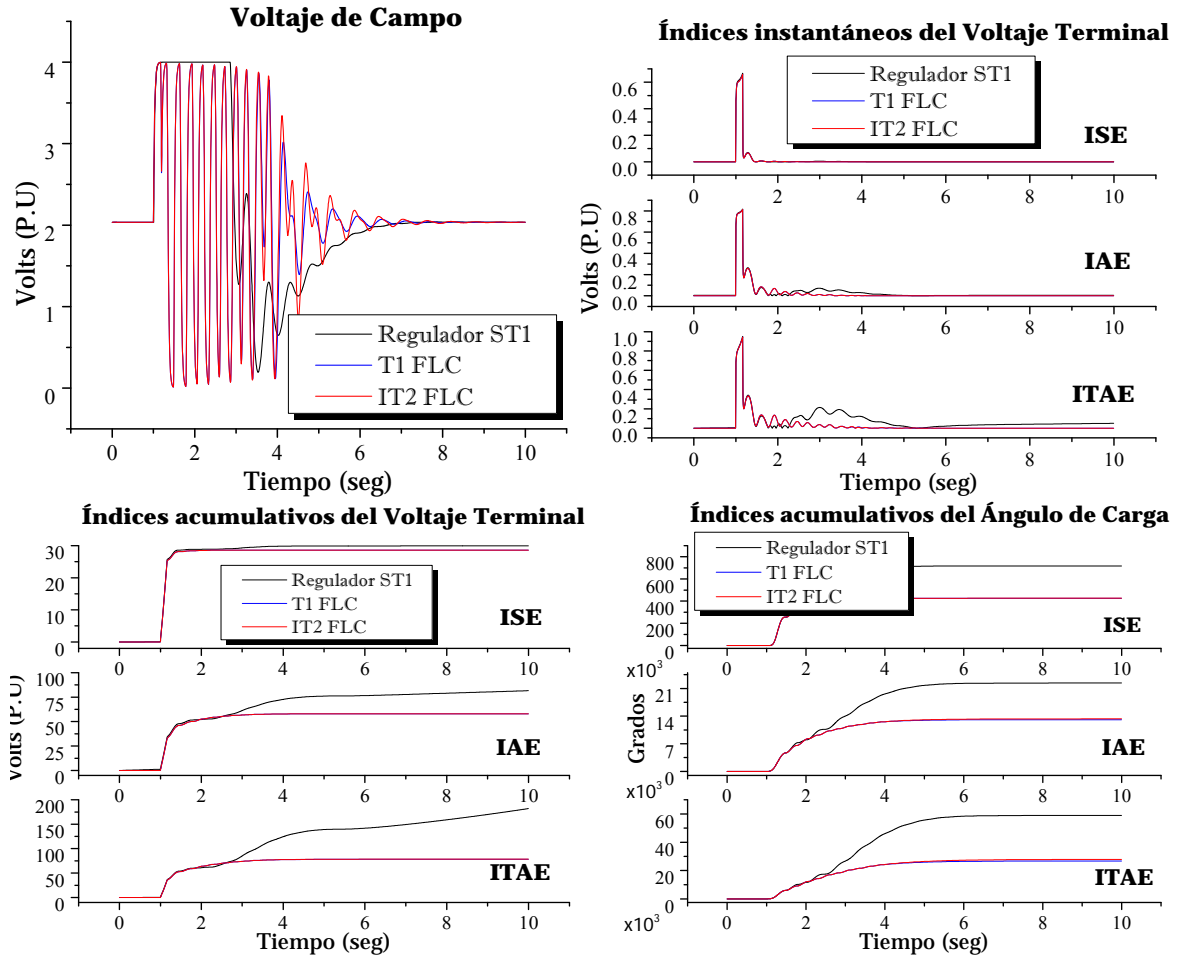 Voltaje de Campo
4
3
2
1
0
Volts (P.U)
Regulador ST1
T1 FLC
IT2 FLC
0 2 4 6 8 10
Tiempo (seg)
Índices instantáneos del Voltaje Terminal
Regulador ST1
T1 FLC
IT2 FLC
0.6
0.4
0.2
0.0
ISE
0 2 4 6 8 10
Volts (P.U)
0.8
0.6
0.4
0.2
0.0
IAE
0 2 4 6 8 10
1.0
0.8
0.6
0.4
0.2
0.0
ITAE
0 2 4 6 8 10
Tiempo (seg)
Índices acumulativos del Voltaje Terminal
30
20
10
0
Regulador ST1
T1 FLC
IT2 FLC
ISE
0 2 4 6 8 10
Volts (P.U)
100
75
50
25
0
IAE
0 2 4 6 8 10
200
150
100
50
0
ITAE
0 2 4 6 8 10
Tiempo (seg)
Índices acumulativos del Ángulo de Carga
Regulador ST1
T1 FLC
IT2 FLC
800
600
400
200
0
ISE
x10³
0 2 4 6 8 10
Grados
21
14
7
0
IAE
x10³
0 2 4 6 8 10
60
40
20
0
ITAE
x10³
0 2 4 6 8 10
Tiempo (seg)